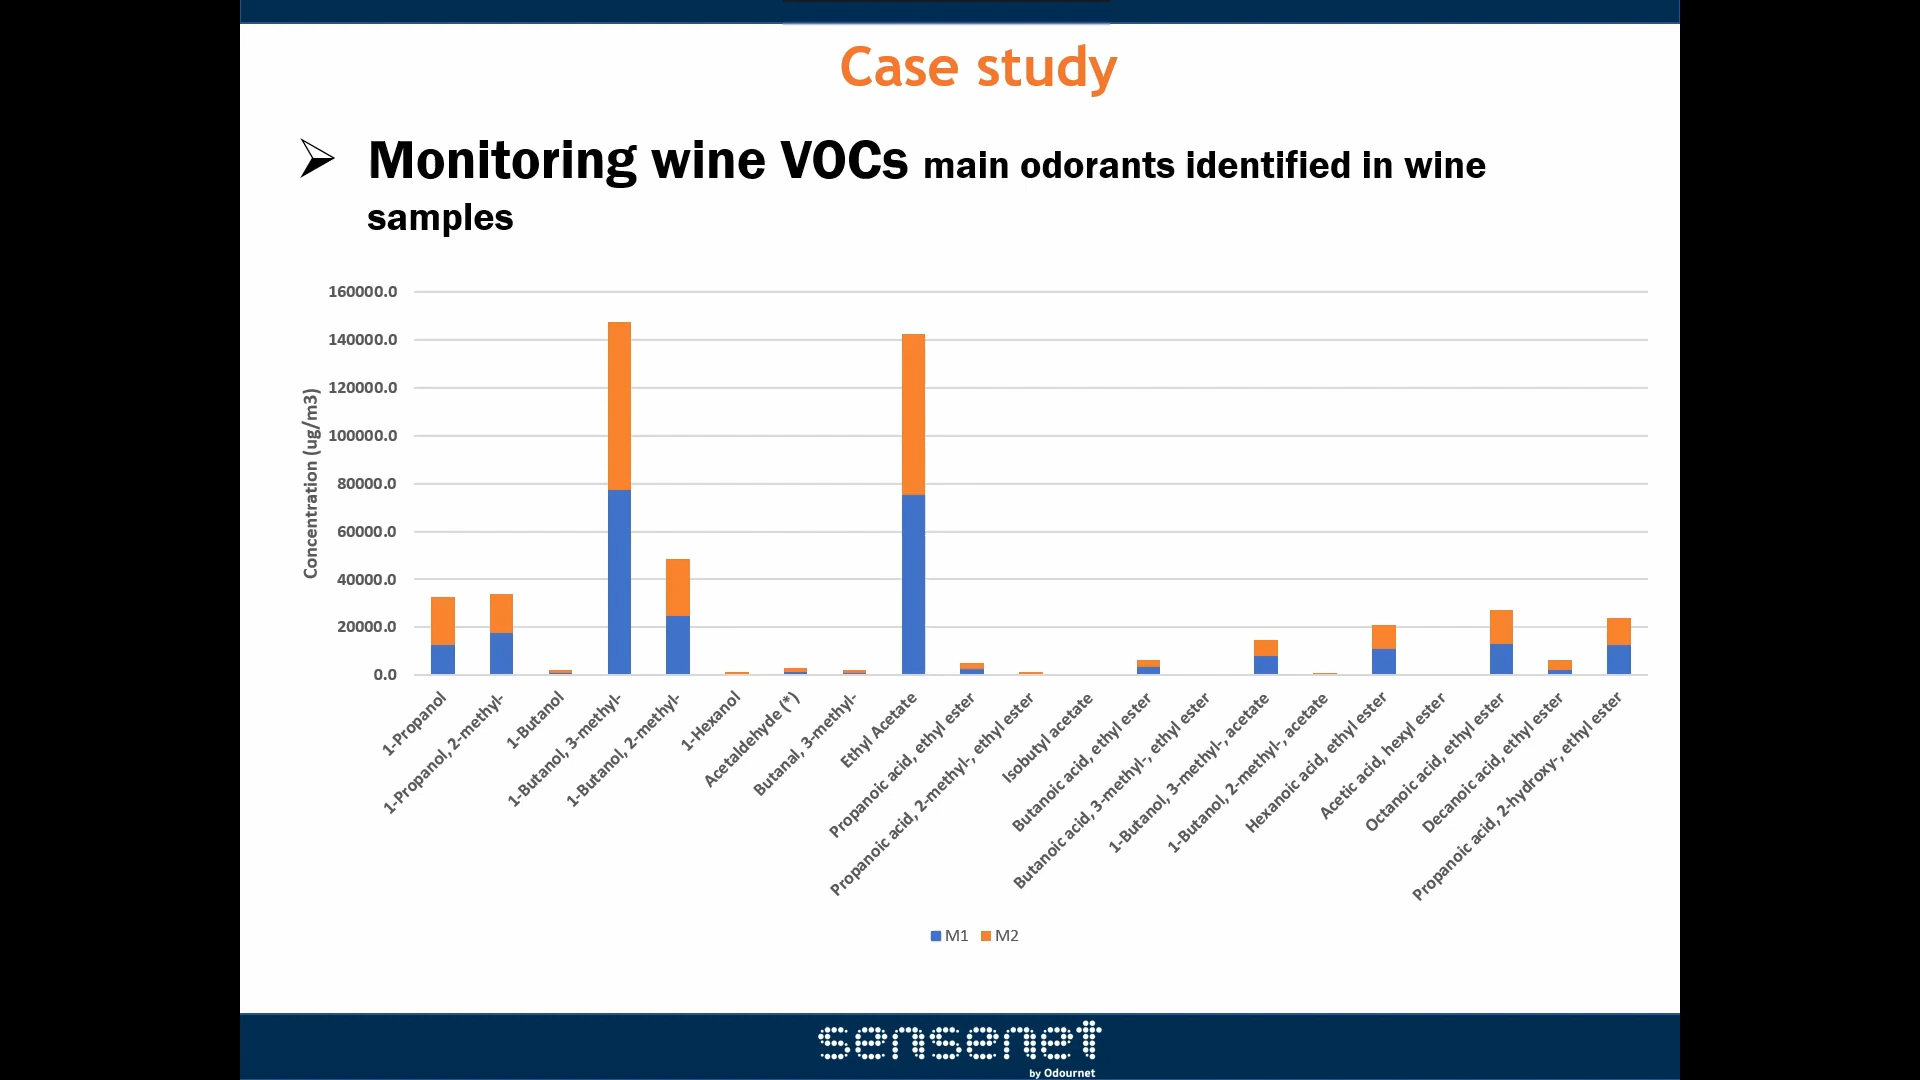 Case study
Monitoring wine VOCs main odorants identified in wine
samples
160000.0
140000.0
120000.0
100000.0
80000.0
60000.0
40000.0
20000.0
0.0
Concentration (ug/m3)
1-Propanol
1-Propanol, 2-methyl-
1-Butanol
1-Butanol, 3-methyl-
1-Butanol, 2-methyl-
1-Hexanol
Acetaldehyde (*)
Butanal, 3-methyl-
Ethyl Acetate
Propanoic acid, ethyl ester
Propanoic acid, 2-methyl-, ethyl ester
Isobutyl acetate
Butanoic acid, ethyl ester
Butanoic acid, 3-methyl-, ethyl ester
1-Butanol, 3-methyl-, acetate
1-Butanol, 2-methyl-, acetate
Hexanoic acid, ethyl ester
Acetic acid, hexyl ester
Octanoic acid, ethyl ester
Decanoic acid, ethyl ester
Propanoic acid, 2-hydroxy-, ethyl ester
M1 M2
sensenet
by Odournet